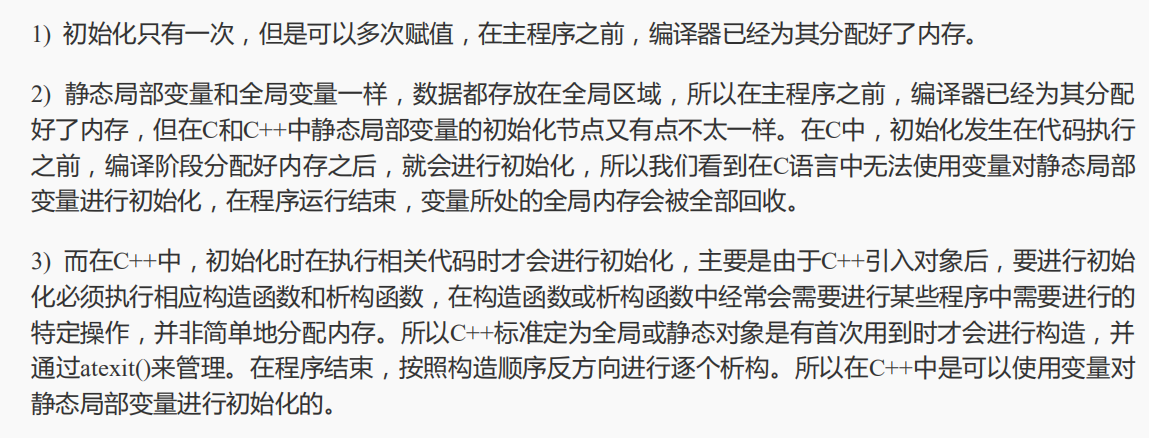 1) 初始化只有一次，但是可以多次赋值，在主程序之前，编译器已经为其分配好了内存。
2) 静态局部变量和全局变量一样，数据都存放在全局区域，所以在主程序之前，编译器已经为其分配
好了内存，但在C和C++中静态局部变量的初始化节点又有点不太一样。在C中，初始化发生在代码执行
之前，编译阶段分配好内存之后，就会进行初始化，所以我们看到在C语言中无法使用变量对静态局部
变量进行初始化，在程序运行结束，变量所处的全局内存会被全部回收。
3) 而在C++中，初始化时在执行相关代码时才会进行初始化，主要是由于C++引入对象后，要进行初始
化必须执行相应构造函数和析构函数，在构造函数或析构函数中经常会需要进行某些程序中需要进行的
特定操作，并非简单地分配内存。所以C++标准定为全局或静态对象是有首次用到时才会进行构造，并
通过atexit()来管理。在程序结束，按照构造顺序反方向进行逐个析构。所以在C++中是可以使用变量对
静态局部变量进行初始化的。